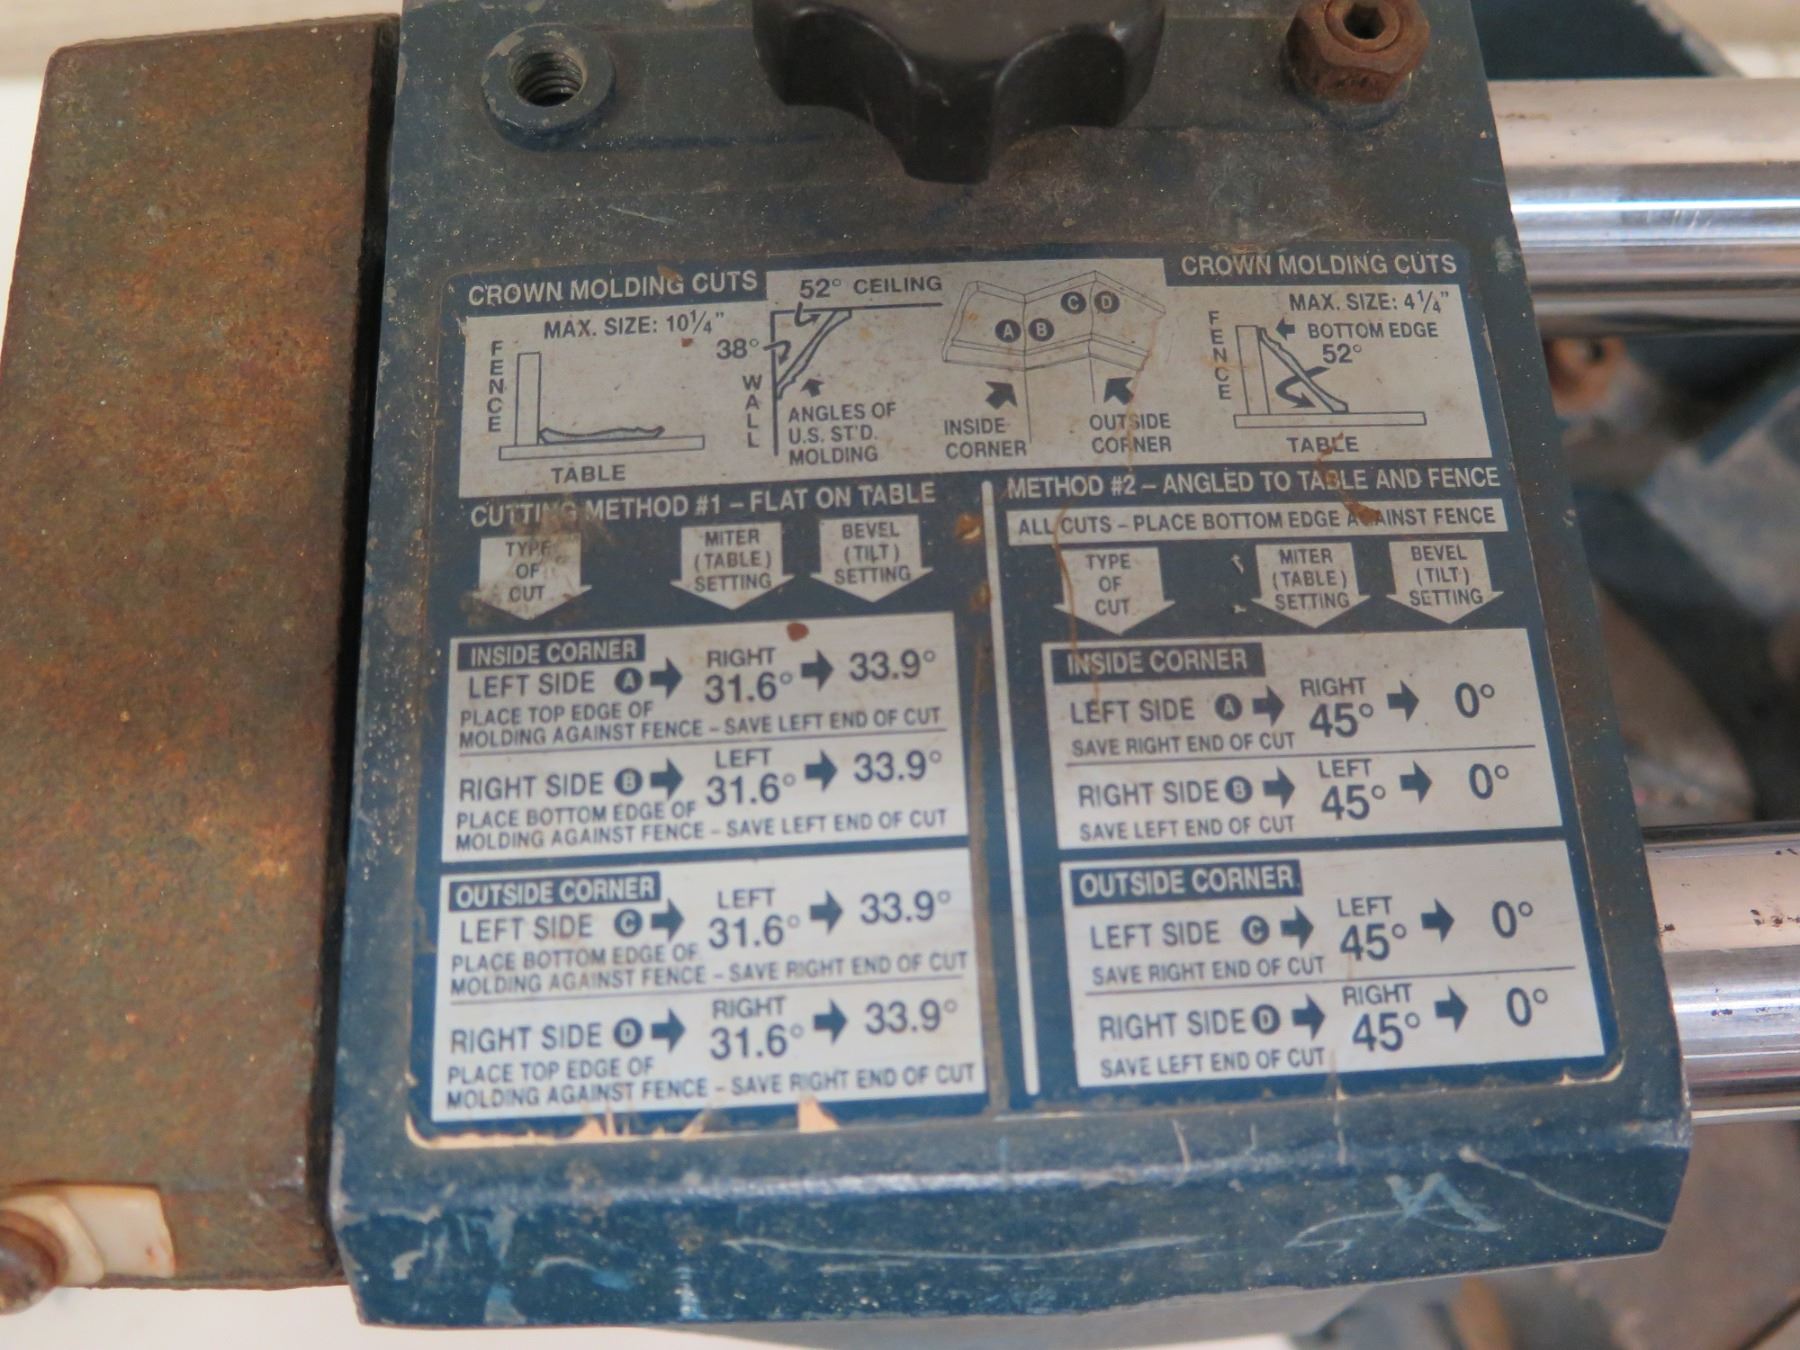 CROWN MOLDING CUTS
MAX. SIZE: 10¼"
FENCE
TABLE
52° CEILING
38°
WALL
ANGLES OF
U.S. ST'D.
MOLDING
A B C D
INSIDE
CORNER
OUTSIDE
CORNER
CROWN MOLDING CUTS
MAX. SIZE: 4¼"
FENCE
BOTTOM EDGE
52°
TABLE
CUTTING METHOD #1 – FLAT ON TABLE
TYPE
OF
CUT
MITER
(TABLE)
SETTING
BEVEL
(TILT)
SETTING
INSIDE CORNER
LEFT SIDE A RIGHT 31.6° 33.9°
PLACE TOP EDGE OF
MOLDING AGAINST FENCE – SAVE LEFT END OF CUT
RIGHT SIDE B LEFT 31.6° 33.9°
PLACE BOTTOM EDGE OF
MOLDING AGAINST FENCE – SAVE LEFT END OF CUT
OUTSIDE CORNER
LEFT SIDE C LEFT 31.6° 33.9°
PLACE BOTTOM EDGE OF
MOLDING AGAINST FENCE – SAVE RIGHT END OF CUT
RIGHT SIDE D RIGHT 31.6° 33.9°
PLACE TOP EDGE OF
MOLDING AGAINST FENCE – SAVE RIGHT END OF CUT
METHOD #2 – ANGLED TO TABLE AND FENCE
ALL CUTS – PLACE BOTTOM EDGE AGAINST FENCE
TYPE
OF
CUT
MITER
(TABLE)
SETTING
BEVEL
(TILT)
SETTING
INSIDE CORNER
LEFT SIDE A RIGHT 45° 0°
SAVE RIGHT END OF CUT
RIGHT SIDE B LEFT 45° 0°
SAVE LEFT END OF CUT
OUTSIDE CORNER
LEFT SIDE C LEFT 45° 0°
SAVE RIGHT END OF CUT
RIGHT SIDE D RIGHT 45° 0°
SAVE LEFT END OF CUT